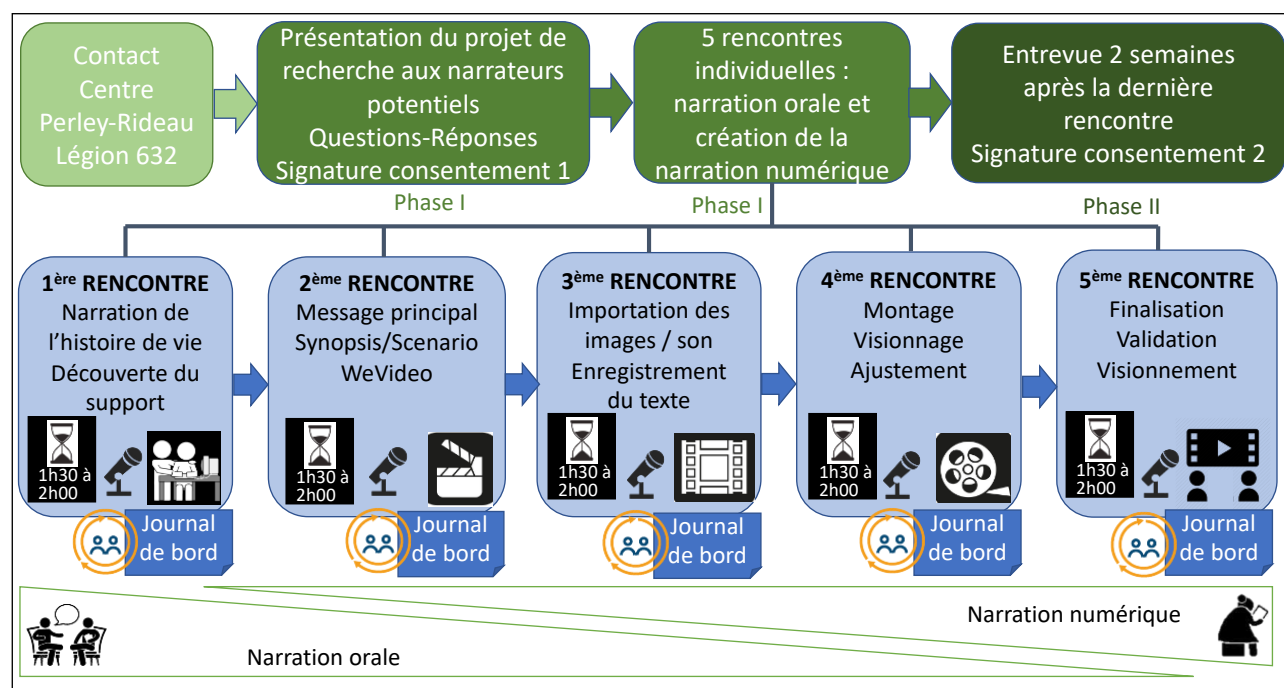 Contact
Centre
Perley-Rideau
Légion 632
Présentation du projet de
recherche aux narrateurs
potentiels
Questions-Réponses
Signature consentement 1
5 rencontres
individuelles :
narration orale et
création de la
narration numérique
Entrevue 2 semaines
après la dernière
rencontre
Signature consentement 2
Phase I
Phase I
Phase II
1ère RENCONTRE
Narration de
l'histoire de vie
Découverte du
support
1h30 à
2h00
Journal
de bord
2ème RENCONTRE
Message principal
Synopsis/Scenario
WeVideo
1h30 à
2h00
Journal
de bord
3ème RENCONTRE
Importation des
images / son
Enregistrement
du texte
1h30 à
2h00
Journal
de bord
4ème RENCONTRE
Montage
Visionnage
Ajustement
1h30 à
2h00
Journal
de bord
5ème RENCONTRE
Finalisation
Validation
Visionnement
1h30 à
2h00
Journal
de bord
Narration numérique
Narration orale